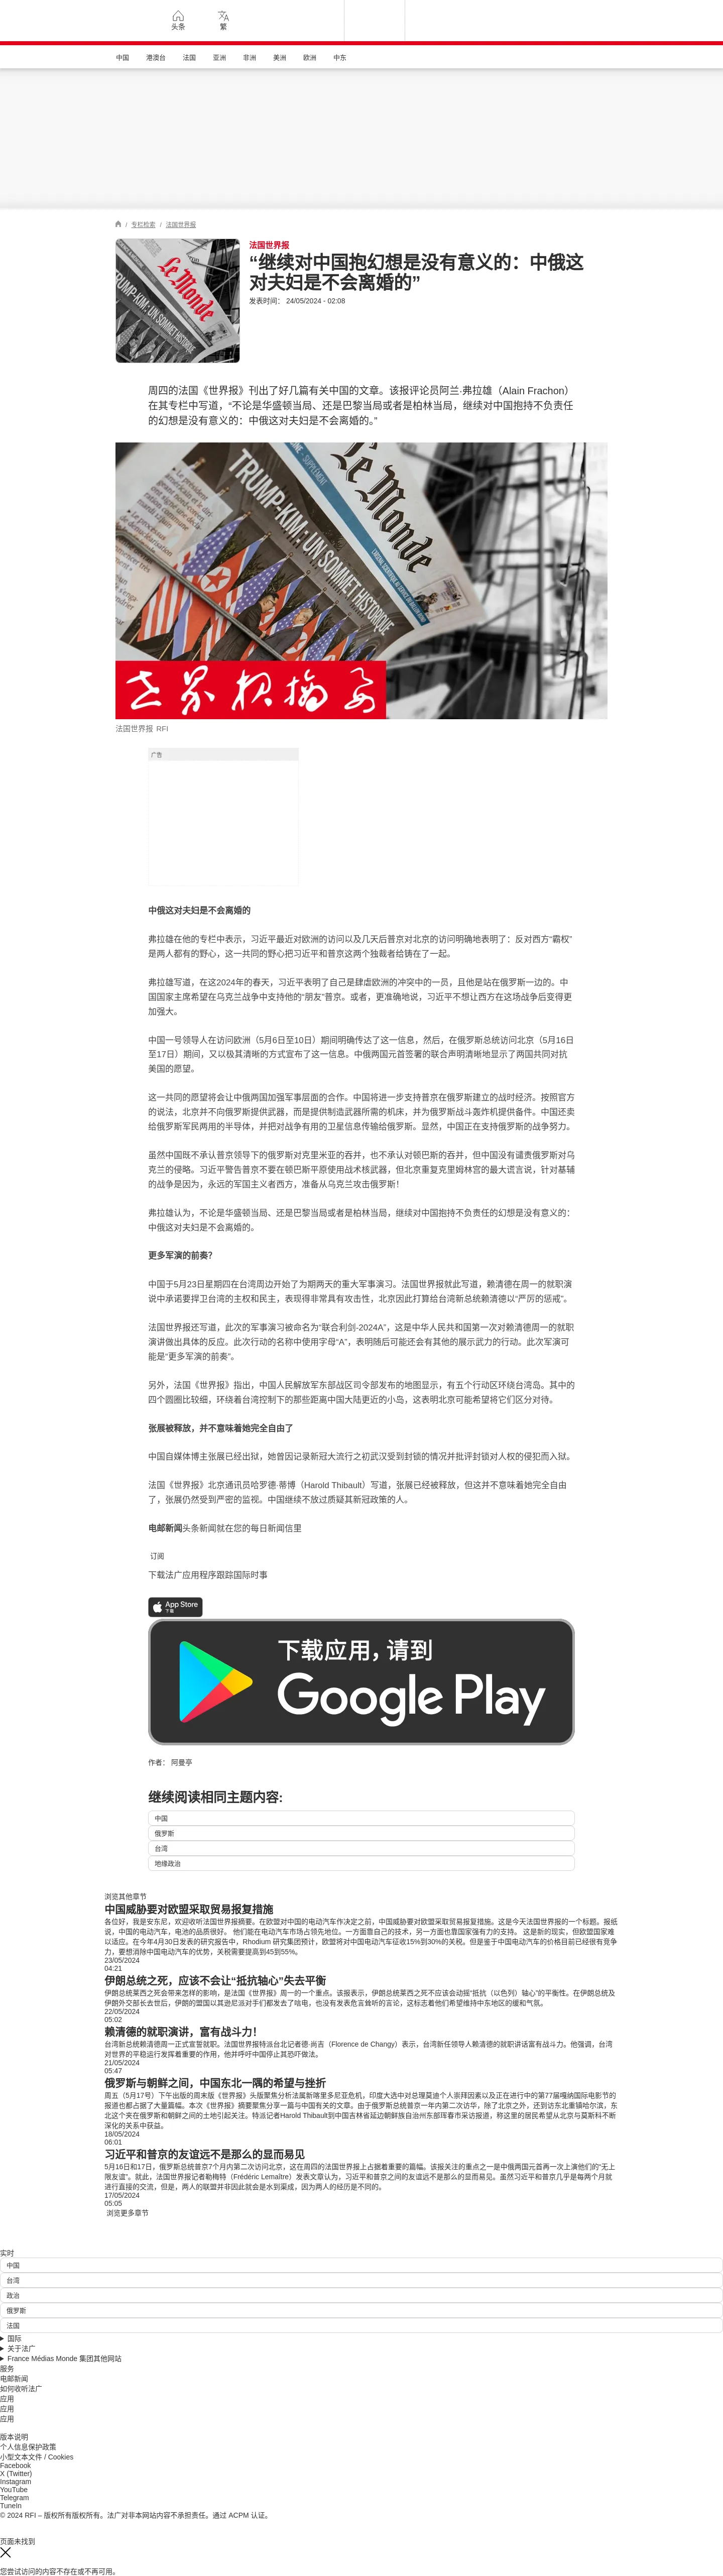 头条
繁
中国 港澳台 法国 亚洲 非洲 美洲 欧洲 中东
/ 专栏检索 / 法国世界报
法国世界报
“继续对中国抱幻想是没有意义的：中俄这
对夫妇是不会离婚的”
发表时间： 24/05/2024 - 02:08
Le Monde
TRUMP-KIM : UN SOMMET HISTORIQUE
周四的法国《世界报》刊出了好几篇有关中国的文章。该报评论员阿兰·弗拉雄（Alain Frachon）
在其专栏中写道，“不论是华盛顿当局、还是巴黎当局或者是柏林当局，继续对中国抱持不负责任
的幻想是没有意义的：中俄这对夫妇是不会离婚的。”
TRUMP-KIM : UN SOMMET HISTORIQUE
世界报摘要
法国世界报 RFI
广告
中俄这对夫妇是不会离婚的
弗拉雄在他的专栏中表示，习近平最近对欧洲的访问以及几天后普京对北京的访问明确地表明了：反对西方“霸权”
是两人都有的野心，这一共同的野心把习近平和普京这两个独裁者给铸在了一起。
弗拉雄写道，在这2024年的春天，习近平表明了自己是肆虐欧洲的冲突中的一员，且他是站在俄罗斯一边的。中
国国家主席希望在乌克兰战争中支持他的“朋友”普京。或者，更准确地说，习近平不想让西方在这场战争后变得更
加强大。
中国一号领导人在访问欧洲（5月6日至10日）期间明确传达了这一信息，然后，在俄罗斯总统访问北京（5月16日
至17日）期间，又以极其清晰的方式宣布了这一信息。中俄两国元首签署的联合声明清晰地显示了两国共同对抗
美国的愿望。
这一共同的愿望将会让中俄两国加强军事层面的合作。中国将进一步支持普京在俄罗斯建立的战时经济。按照官方
的说法，北京并不向俄罗斯提供武器，而是提供制造武器所需的机床，并为俄罗斯战斗轰炸机提供备件。中国还卖
给俄罗斯军民两用的半导体，并把对战争有用的卫星信息传输给俄罗斯。显然，中国正在支持俄罗斯的战争努力。
虽然中国既不承认普京领导下的俄罗斯对克里米亚的吞并，也不承认对顿巴斯的吞并，但中国没有谴责俄罗斯对乌
克兰的侵略。习近平警告普京不要在顿巴斯平原使用战术核武器，但北京重复克里姆林宫的最大谎言说，针对基辅
的战争是因为，永远的军国主义者西方，准备从乌克兰攻击俄罗斯！
弗拉雄认为，不论是华盛顿当局、还是巴黎当局或者是柏林当局，继续对中国抱持不负责任的幻想是没有意义的：
中俄这对夫妇是不会离婚的。
更多军演的前奏？
中国于5月23日星期四在台湾周边开始了为期两天的重大军事演习。法国世界报就此写道，赖清德在周一的就职演
说中承诺要捍卫台湾的主权和民主，表现得非常具有攻击性，北京因此打算给台湾新总统赖清德以“严厉的惩戒”。
法国世界报还写道，此次的军事演习被命名为“联合利剑-2024A”，这是中华人民共和国第一次对赖清德周一的就职
演讲做出具体的反应。此次行动的名称中使用字母“A”，表明随后可能还会有其他的展示武力的行动。此次军演可
能是“更多军演的前奏”。
另外，法国《世界报》指出，中国人民解放军东部战区司令部发布的地图显示，有五个行动区环绕台湾岛。其中的
四个圆圈比较细，环绕着台湾控制下的那些距离中国大陆更近的小岛，这表明北京可能希望将它们区分对待。
张展被释放，并不意味着她完全自由了
中国自媒体博主张展已经出狱，她曾因记录新冠大流行之初武汉受到封锁的情况并批评封锁对人权的侵犯而入狱。
法国《世界报》北京通讯员哈罗德·蒂博（Harold Thibault）写道，张展已经被释放，但这并不意味着她完全自由
了，张展仍然受到严密的监视。中国继续不放过质疑其新冠政策的人。
电邮新闻头条新闻就在您的每日新闻信里
订阅
下载法广应用程序跟踪国际时事
App Store
下载
下载应用，请到
Google Play
作者： 阿曼亭
继续阅读相同主题内容:
中国
俄罗斯
台湾
地缘政治
浏览其他章节
中国威胁要对欧盟采取贸易报复措施
各位好，我是安东尼，欢迎收听法国世界报摘要。在欧盟对中国的电动汽车作决定之前，中国威胁要对欧盟采取贸易报复措施。这是今天法国世界报的一个标题。报纸
说，中国的电动汽车，电池的品质很好。 他们能在电动汽车市场占领先地位。一方面靠自己的技术，另一方面也靠国家强有力的支持。 这是新的现实，但欧盟国家难
以适应。在今年4月30日发表的研究报告中，Rhodium 研究集团预计，欧盟将对中国电动汽车征收15%到30%的关税。但是鉴于中国电动汽车的价格目前已经很有竞争
力，要想消除中国电动汽车的优势，关税需要提高到45到55%。
23/05/2024
04:21
伊朗总统之死，应该不会让“抵抗轴心”失去平衡
伊朗总统莱西之死会带来怎样的影响，是法国《世界报》周一的一个重点。该报表示，伊朗总统莱西之死不应该会动摇“抵抗（以色列）轴心”的平衡性。在伊朗总统及
伊朗外交部长去世后，伊朗的盟国以其逊尼派对手们都发去了唁电，也没有发表危言耸听的言论，这标志着他们希望维持中东地区的缓和气氛。
22/05/2024
05:02
赖清德的就职演讲，富有战斗力！
台湾新总统赖清德周一正式宣誓就职。法国世界报特派台北记者德·尚吉（Florence de Changy）表示，台湾新任领导人赖清德的就职讲话富有战斗力。他强调，台湾
对世界的平稳运行发挥着重要的作用，他并呼吁中国停止其恐吓做法。
21/05/2024
05:47
俄罗斯与朝鲜之间，中国东北一隅的希望与挫折
周五（5月17号）下午出版的周末版《世界报》头版聚焦分析法属新喀里多尼亚危机，印度大选中对总理莫迪个人崇拜因素以及正在进行中的第77届嘎纳国际电影节的
报道也都占据了大量篇幅。本次《世界报》摘要聚焦分享一篇与中国有关的文章。由于俄罗斯总统普京一年内第二次访华，除了北京之外，还到访东北重镇哈尔滨，东
北这个夹在俄罗斯和朝鲜之间的土地引起关注。特派记者Harold Thibault到中国吉林省延边朝鲜族自治州东部珲春市采访报道，称这里的居民希望从北京与莫斯科不断
深化的关系中获益。
18/05/2024
06:01
习近平和普京的友谊远不是那么的显而易见
5月16日和17日，俄罗斯总统普京7个月内第二次访问北京，这在周四的法国世界报上占据着重要的篇幅。该报关注的重点之一是中俄两国元首再一次上演他们的“无上
限友谊”。就此，法国世界报记者勒梅特（Frédéric Lemaître）发表文章认为，习近平和普京之间的友谊远不是那么的显而易见。虽然习近平和普京几乎是每两个月就
进行直接的交流，但是，两人的联盟并非因此就会是水到渠成，因为两人的经历是不同的。
17/05/2024
05:05
浏览更多章节
实时
中国
台湾
政治
俄罗斯
法国
国际
关于法广
France Médias Monde 集团其他网站
服务
电邮新闻
如何收听法广
应用
应用
应用
版本说明
个人信息保护政策
小型文本文件 / Cookies
Facebook
X (Twitter)
Instagram
YouTube
Telegram
TuneIn
© 2024 RFI – 版权所有版权所有。法广对非本网站内容不承担责任。通过 ACPM 认证。
页面未找到
您尝试访问的内容不存在或不再可用。